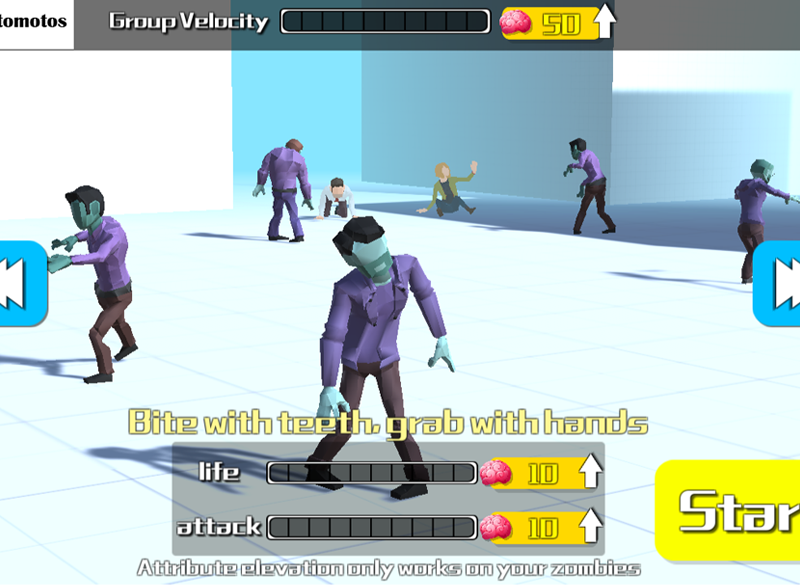 tomotos
Group Velocity
50
Bite with teeth, grab with hands
life
10
attack
10
Star
Attribute elevation only works on your zombies